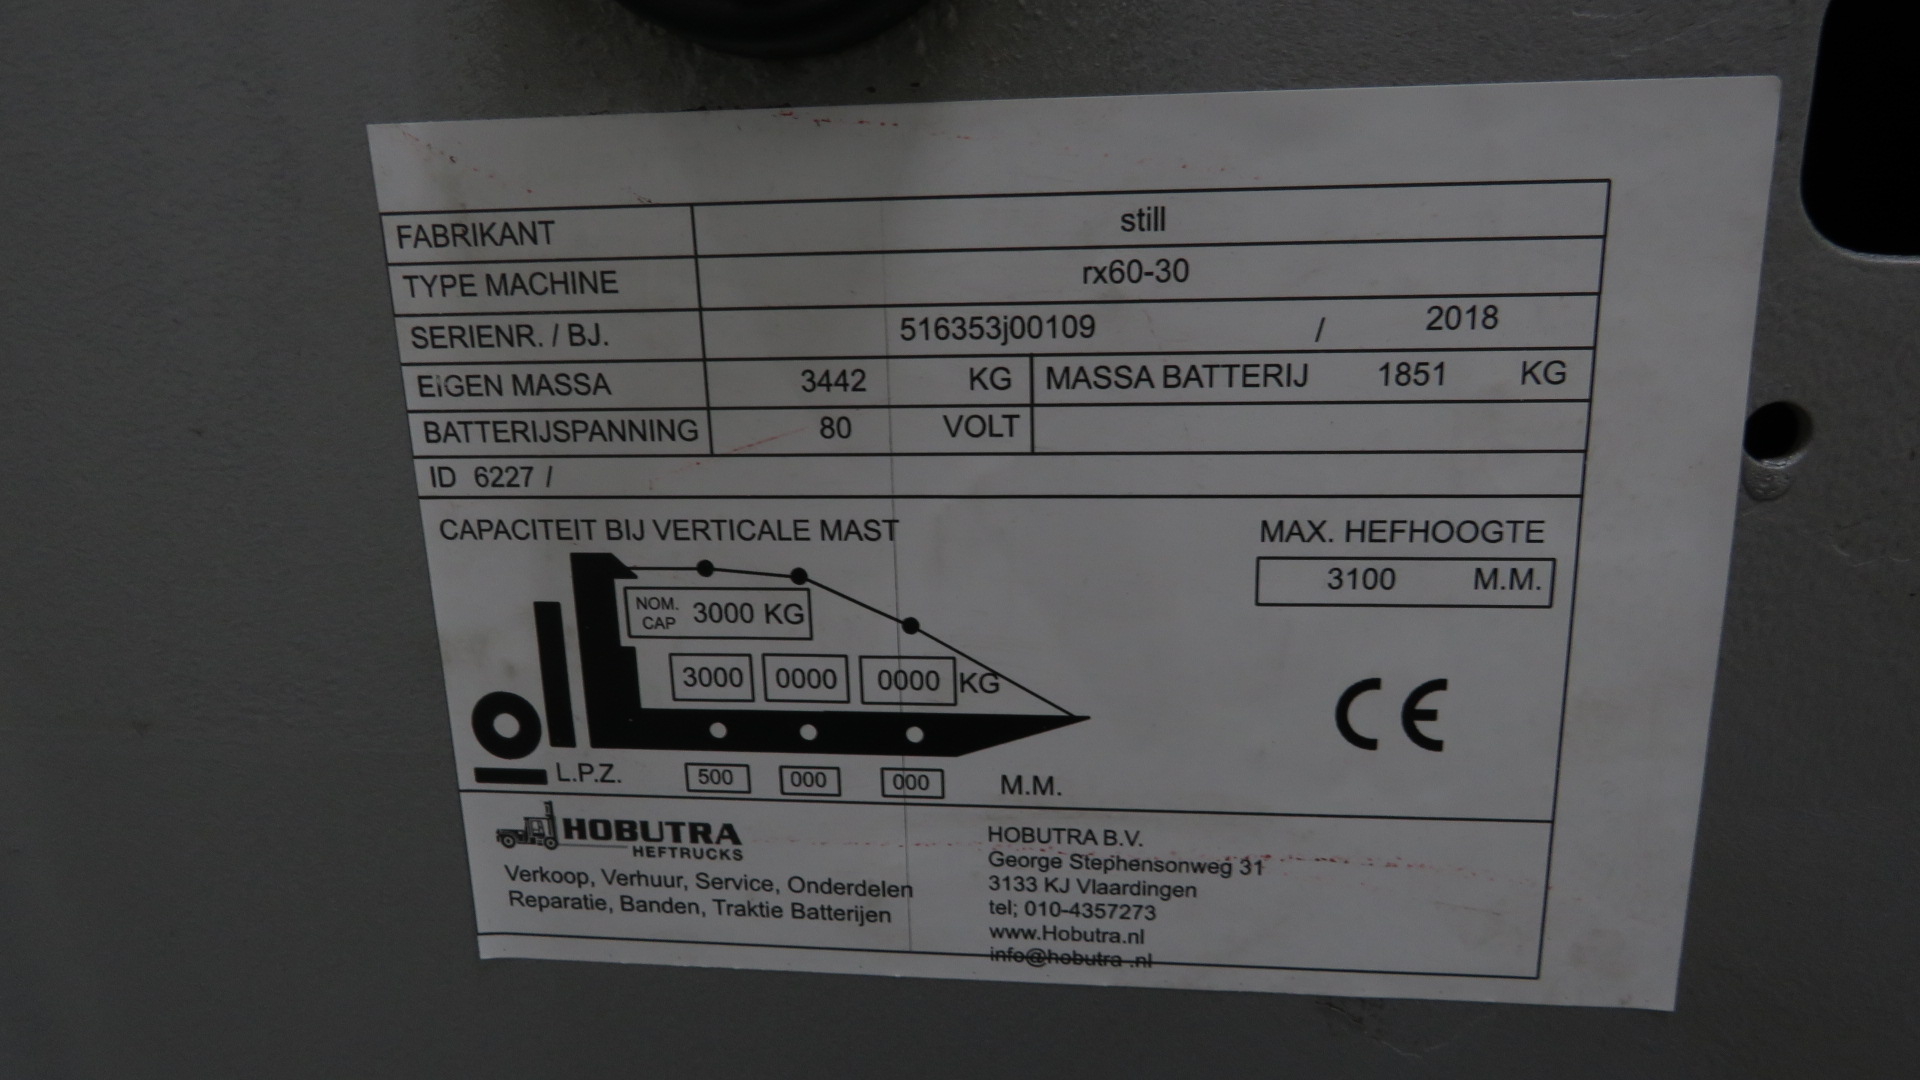 FABRIKANT still
TYPE MACHINE rx60-30
SERIENR. / BJ. 516353j00109 / 2018
EIGEN MASSA 3442 KG MASSA BATTERIJ 1851 KG
BATTERIJSPANNING 80 VOLT
ID 6227 /
CAPACITEIT BIJ VERTICALE MAST
MAX. HEFHOOGTE
3100 M.M.
NOM. CAP 3000 KG
3000 0000 0000 KG
CE
L.P.Z. 500 000 000 M.M.
HOBUTRA
HEFTRUCKS
Verkoop, Verhuur, Service, Onderdelen
Reparatie, Banden, Traktie Batterijen
HOBUTRA B.V.
George Stephensonweg 31
3133 KJ Vlaardingen
tel; 010-4357273
www.Hobutra.nl
info@hobutra .nl